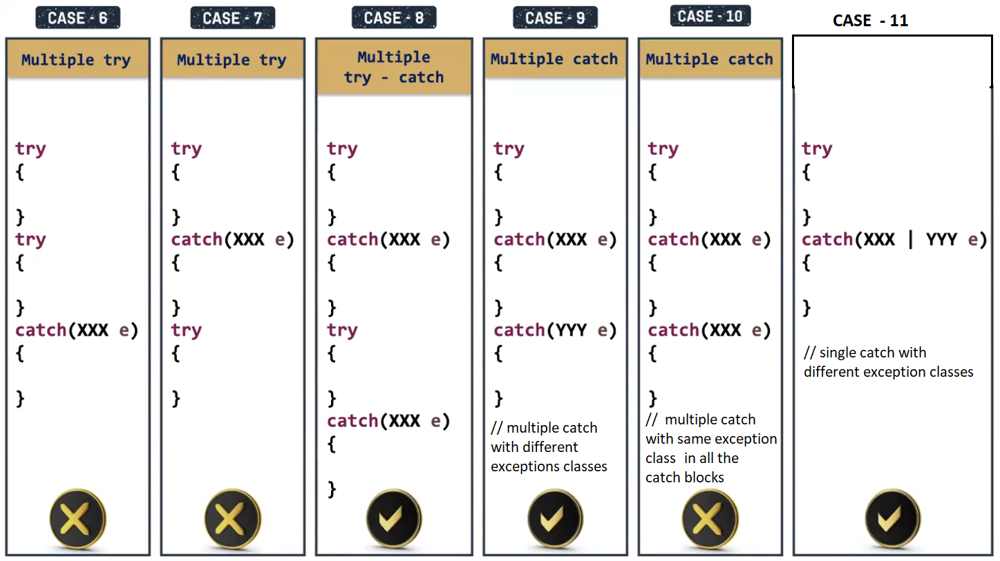 CASE - 6
Multiple try
try
{
}
try
{
}
catch(XXX e)
{
}
CASE - 7
Multiple try
try
{
}
catch(XXX e)
{
}
try
{
}
CASE - 8
Multiple
try - catch
try
{
}
catch(XXX e)
{
}
try
{
}
catch(XXX e)
{
}
CASE - 9
Multiple catch
try
{
}
catch(XXX e)
{
}
catch(YYY e)
{
}
// multiple catch
with different
exceptions classes
CASE - 10
Multiple catch
try
{
}
catch(XXX e)
{
}
catch(XXX e)
{
}
// multiple catch
with same exception
class in all the
catch blocks
CASE - 11
try
{
}
catch(XXX | YYY e)
{
}
// single catch with
different exception classes